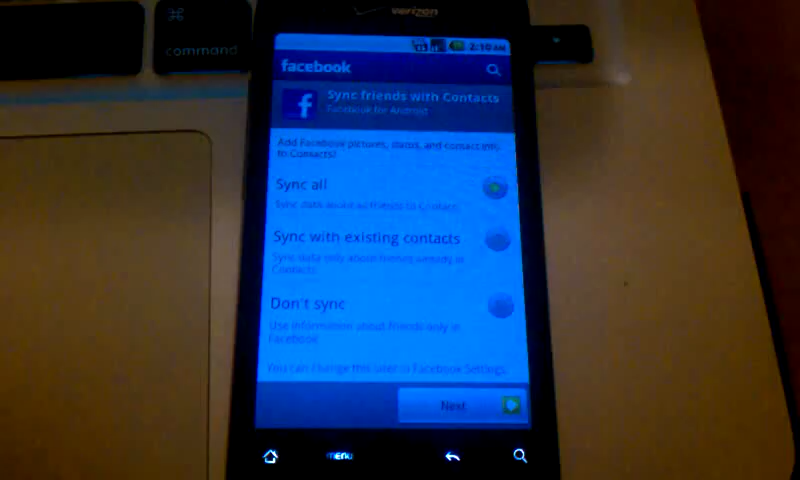 verizon
⌘
command
2:10 AM
facebook
Sync friends with Contacts
Facebook for Android
Add Facebook pictures, status, and contact info
to Contacts?
Sync all
Sync data about all friends to Contacts
Sync with existing contacts
Sync data only about friends already in
Contacts
Don't sync
Use information about friends only in
Facebook
You can change this later in Facebook Settings.
Next
menu